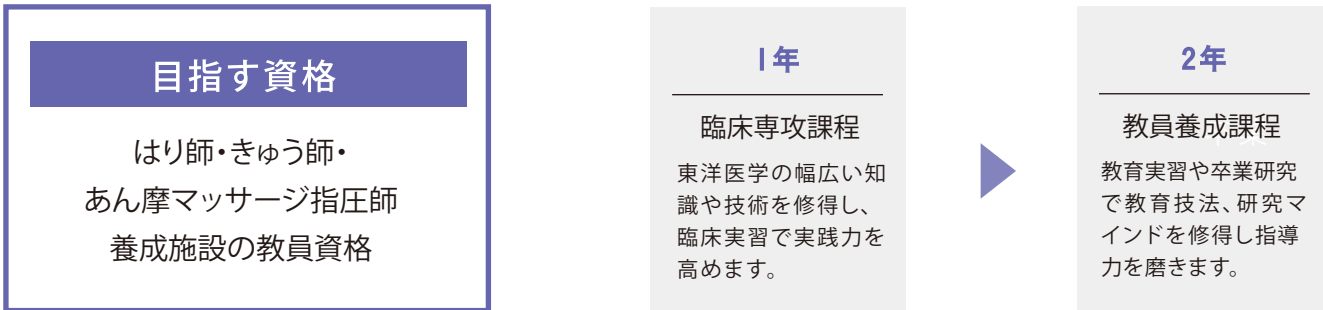 目指す資格
はり師・きゅう師・
あん摩マッサージ指圧師
養成施設の教員資格
1年
臨床専攻課程
東洋医学の幅広い知
識や技術を修得し、
臨床実習で実践力を
高めます。
2年
教員養成課程
教育実習や卒業研究
で教育技法、研究マ
インドを修得し指導
力を磨きます。